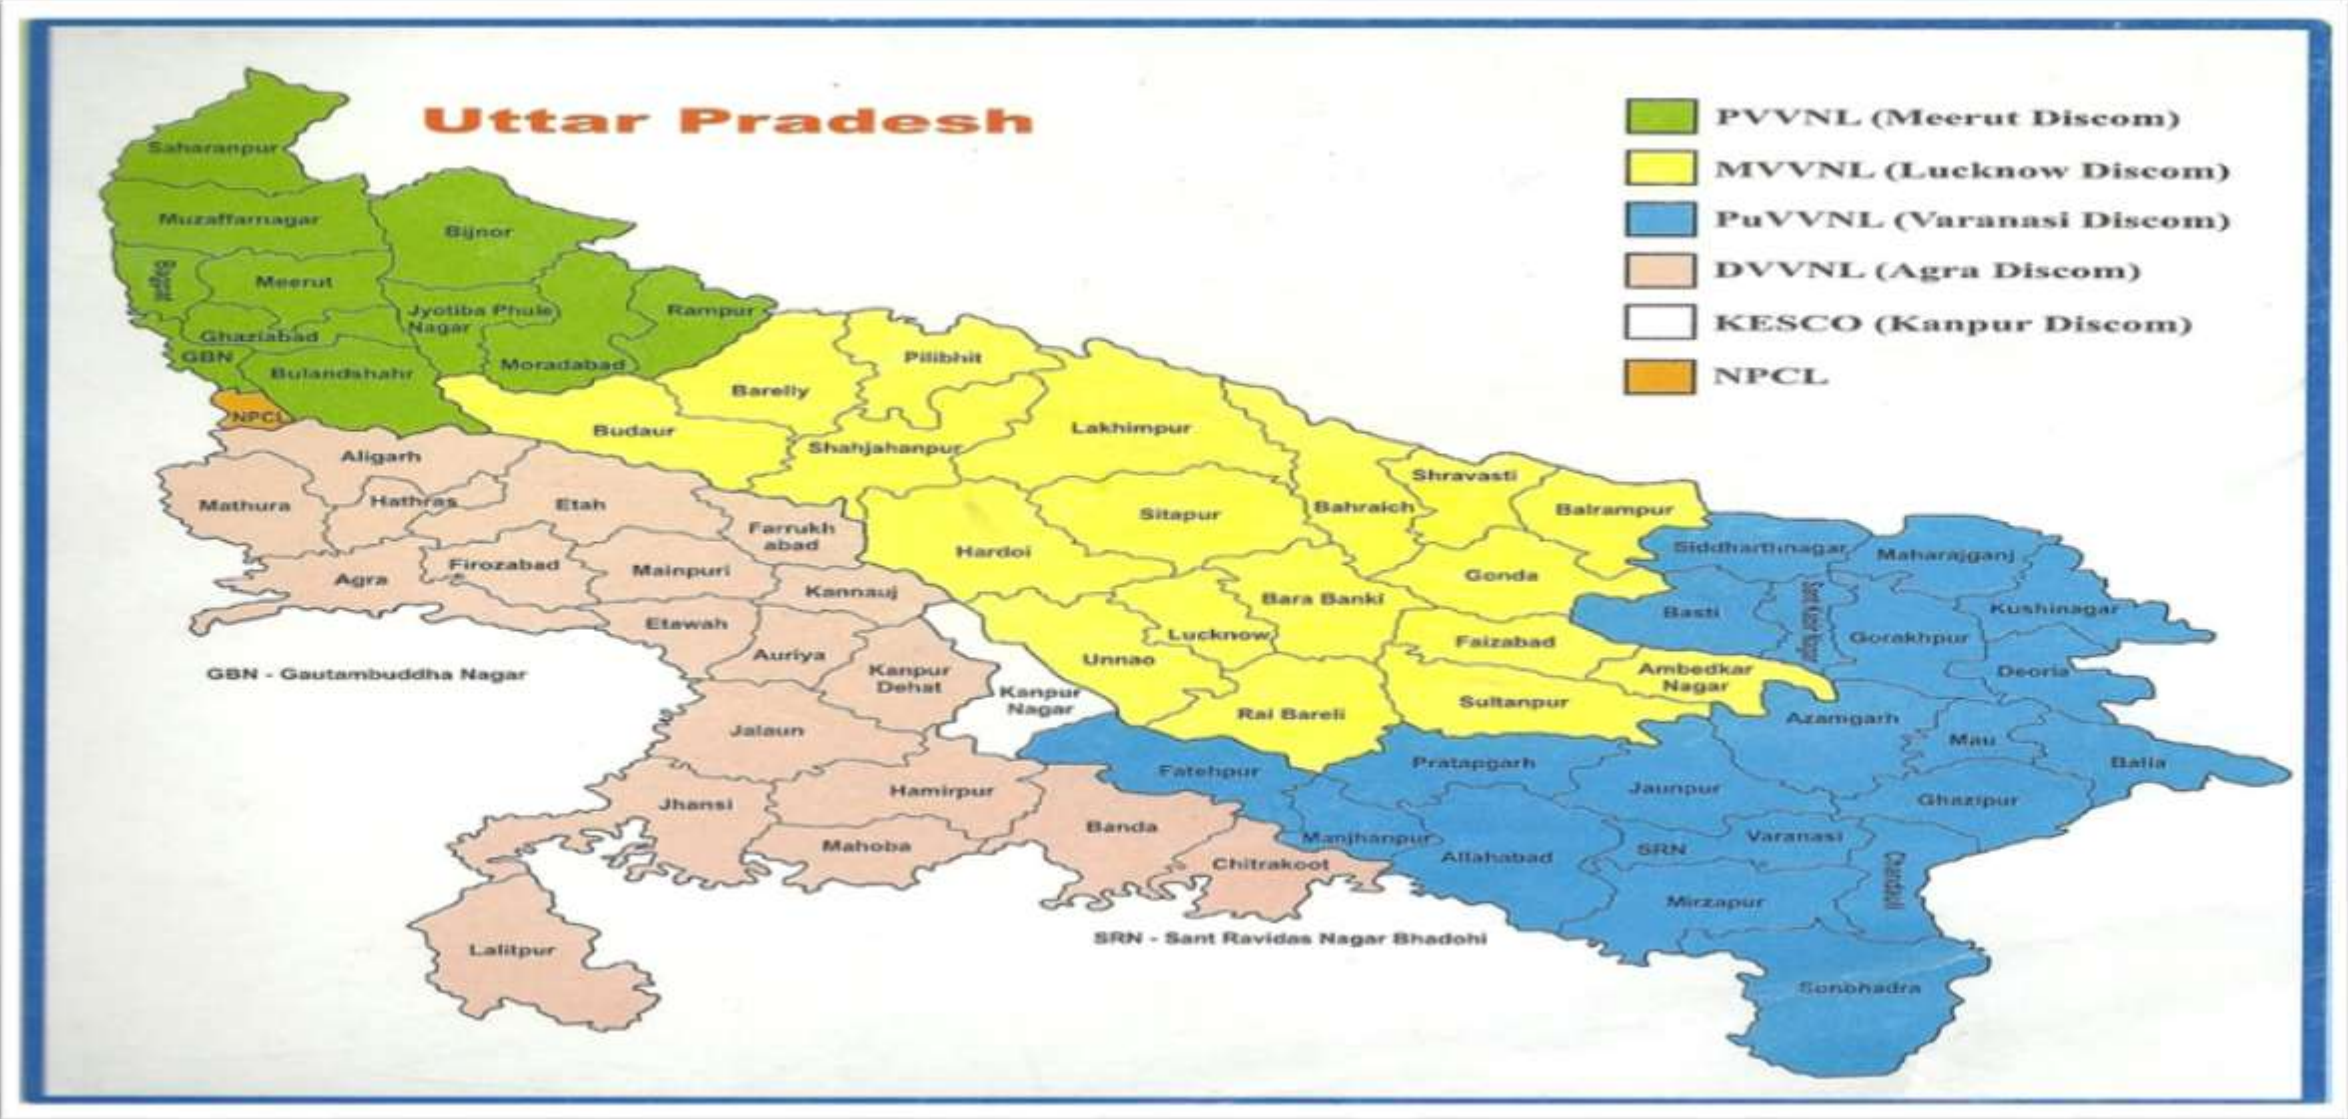 Uttar Pradesh
PVVNL (Meerut Discom)
MVVNL (Lucknow Discom)
PuVVNL (Varanasi Discom)
DVVNL (Agra Discom)
KESCO (Kanpur Discom)
NPCL
Saharanpur
Muzaffarnagar
Bijnor
Bagpat
Meerut
Jyotiba Phule
Nagar
Rampur
Ghaziabad
GBN
Bulandshahr
Moradabad
NPCL
Pilibhit
Barelly
Budaur
Shahjahanpur
Lakhimpur
Aligarh
Mathura
Hathras
Etah
Farrukh
abad
Hardoi
Sitapur
Bahraich
Shravasti
Balrampur
Agra
Firozabad
Mainpuri
Kannauj
Gonda
Bara Banki
Siddharthnagar
Maharajganj
Basti
Sant Kabir Nagar
Gorakhpur
Kushinagar
Deoria
Etawah
Auriya
Kanpur
Dehat
Kanpur
Nagar
Unnao
Lucknow
Faizabad
Ambedkar
Nagar
Rai Bareli
Sultanpur
GBN - Gautambuddha Nagar
Jalaun
Azamgarh
Mau
Balia
Fatehpur
Pratapgarh
Jaunpur
Ghazipur
Jhansi
Hamirpur
Mahoba
Banda
Chitrakoot
Manjhanpur
Allahabad
SRN
Varanasi
Chandauli
Mirzapur
SRN - Sant Ravidas Nagar Bhadohi
Lalitpur
Sonbhadra